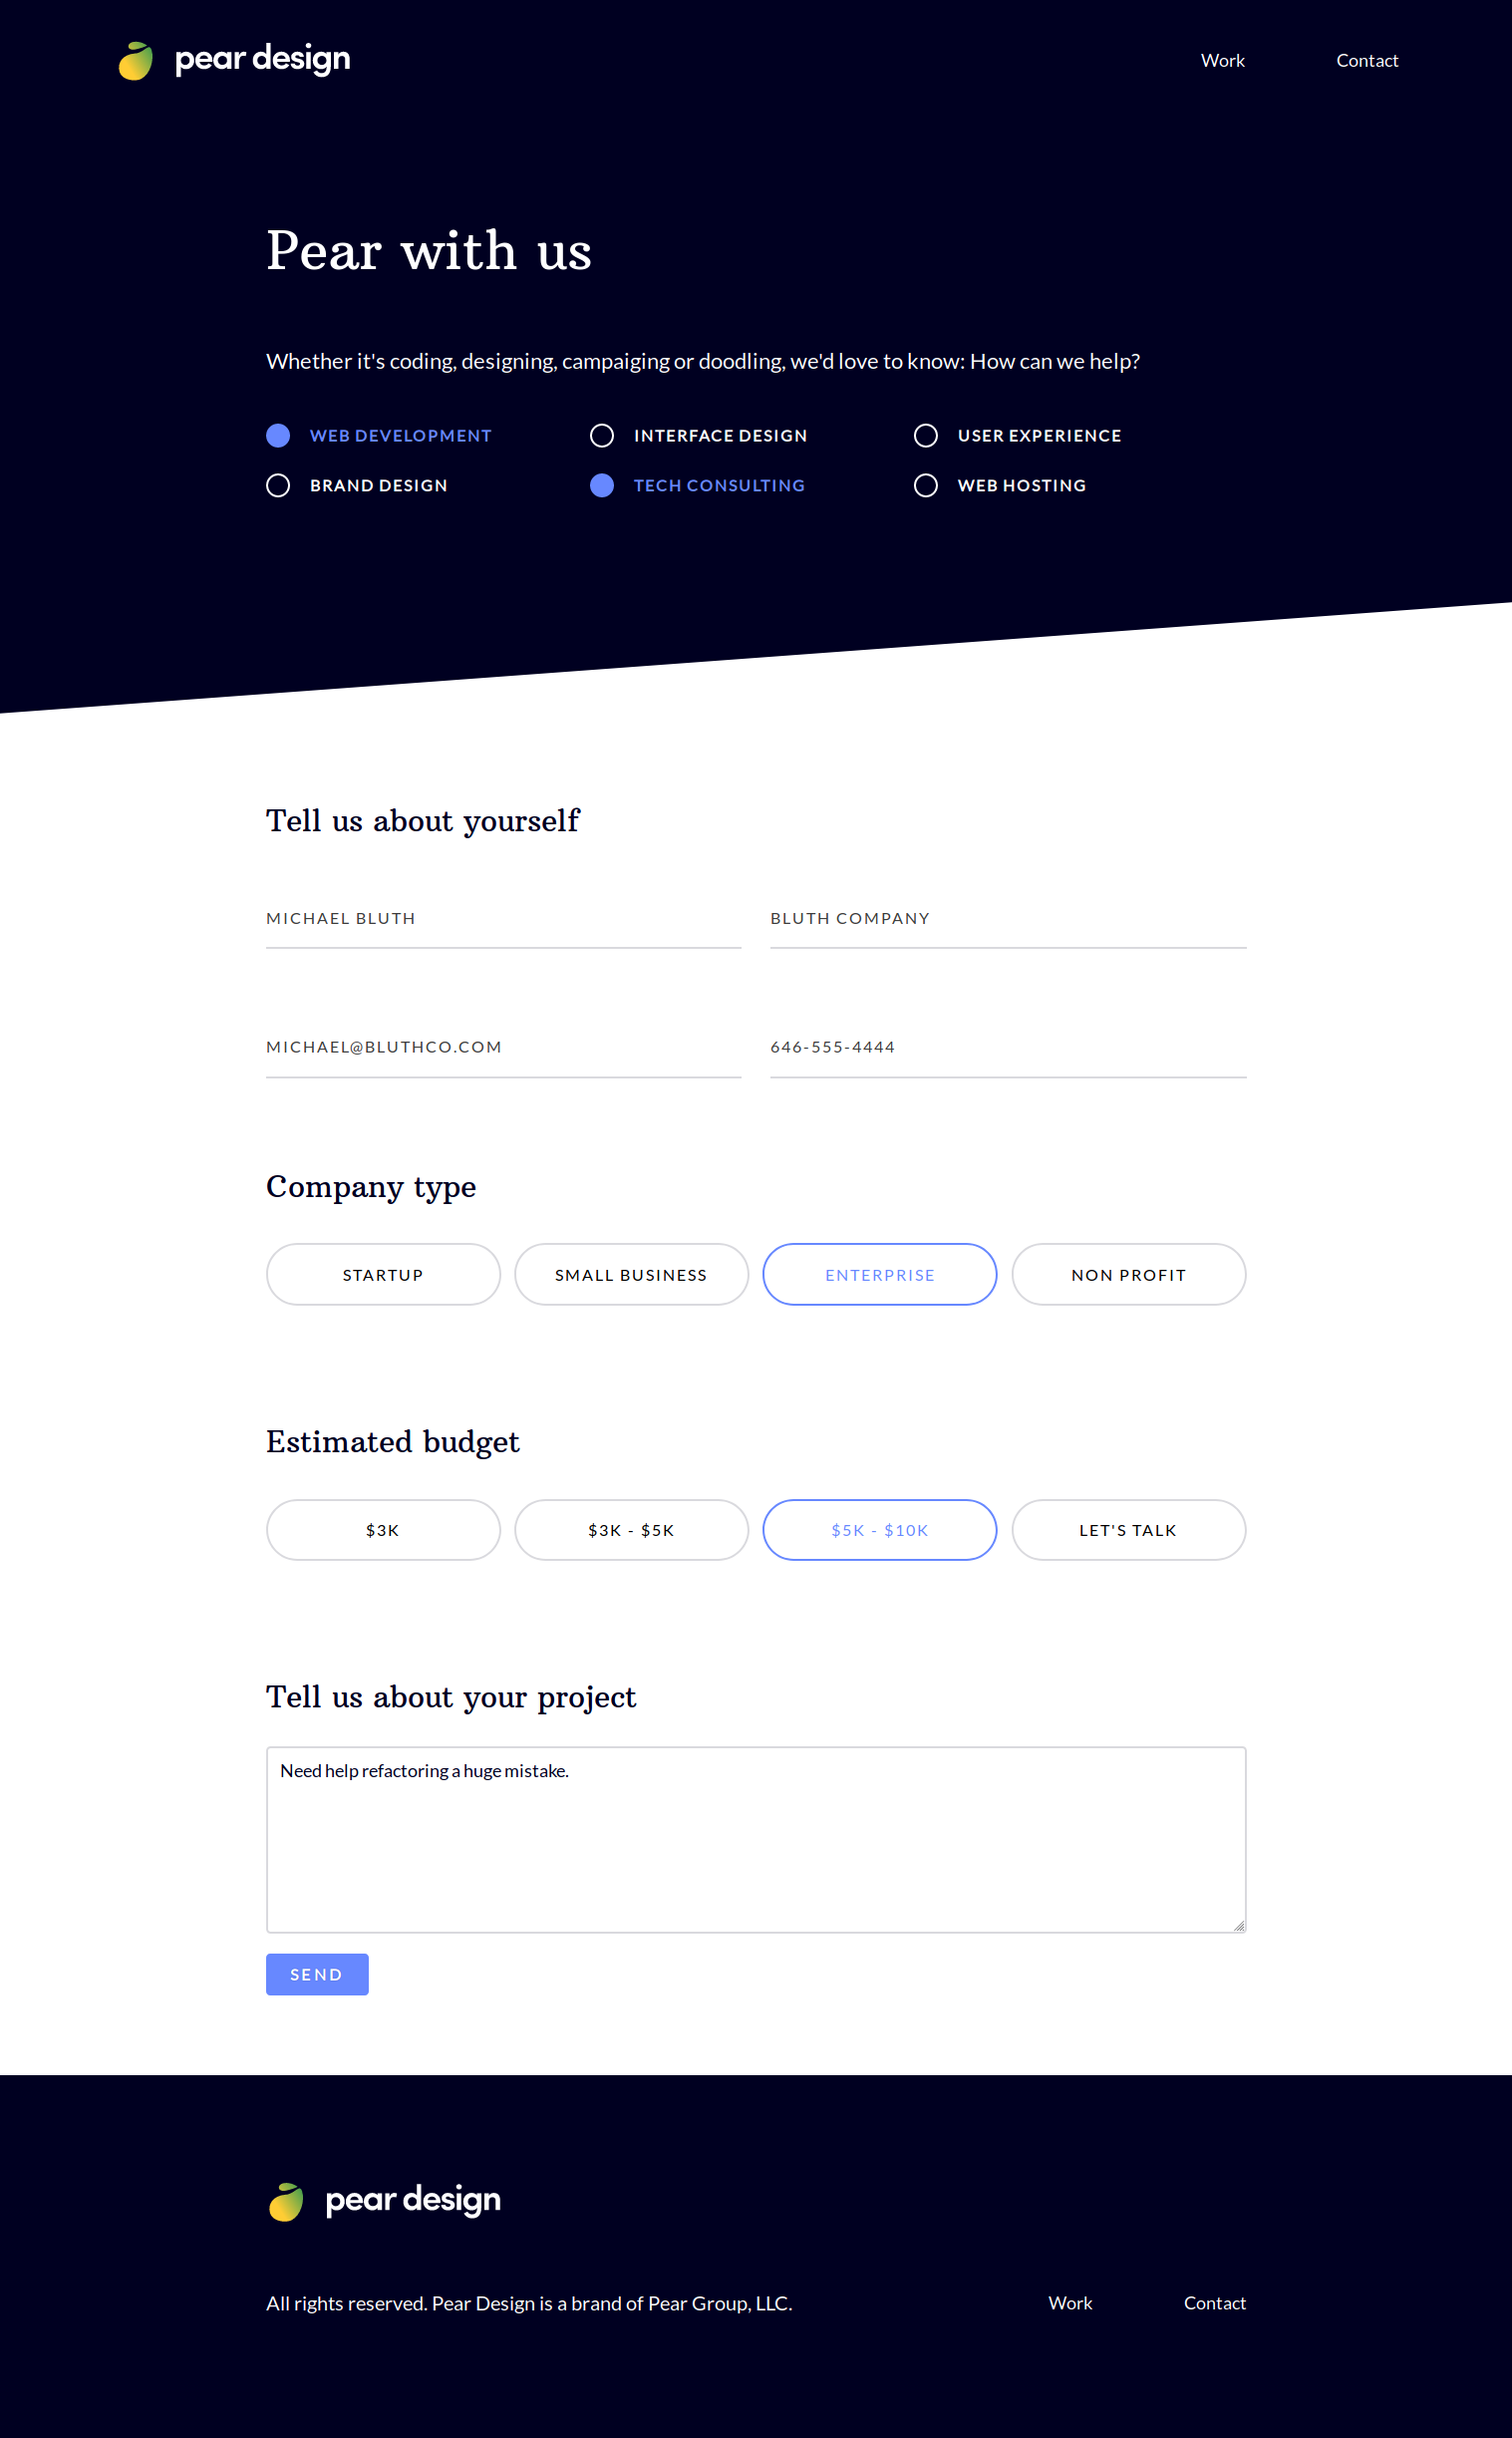 pear design
Work Contact
Pear with us
Whether it's coding, designing, campaiging or doodling, we'd love to know: How can we help?
WEB DEVELOPMENT INTERFACE DESIGN USER EXPERIENCE
BRAND DESIGN TECH CONSULTING WEB HOSTING
Tell us about yourself
MICHAEL BLUTH BLUTH COMPANY
MICHAEL@BLUTHCO.COM 646-555-4444
Company type
STARTUP SMALL BUSINESS ENTERPRISE NON PROFIT
Estimated budget
$3K $3K - $5K $5K - $10K LET'S TALK
Tell us about your project
Need help refactoring a huge mistake.
SEND
pear design
All rights reserved. Pear Design is a brand of Pear Group, LLC. Work Contact